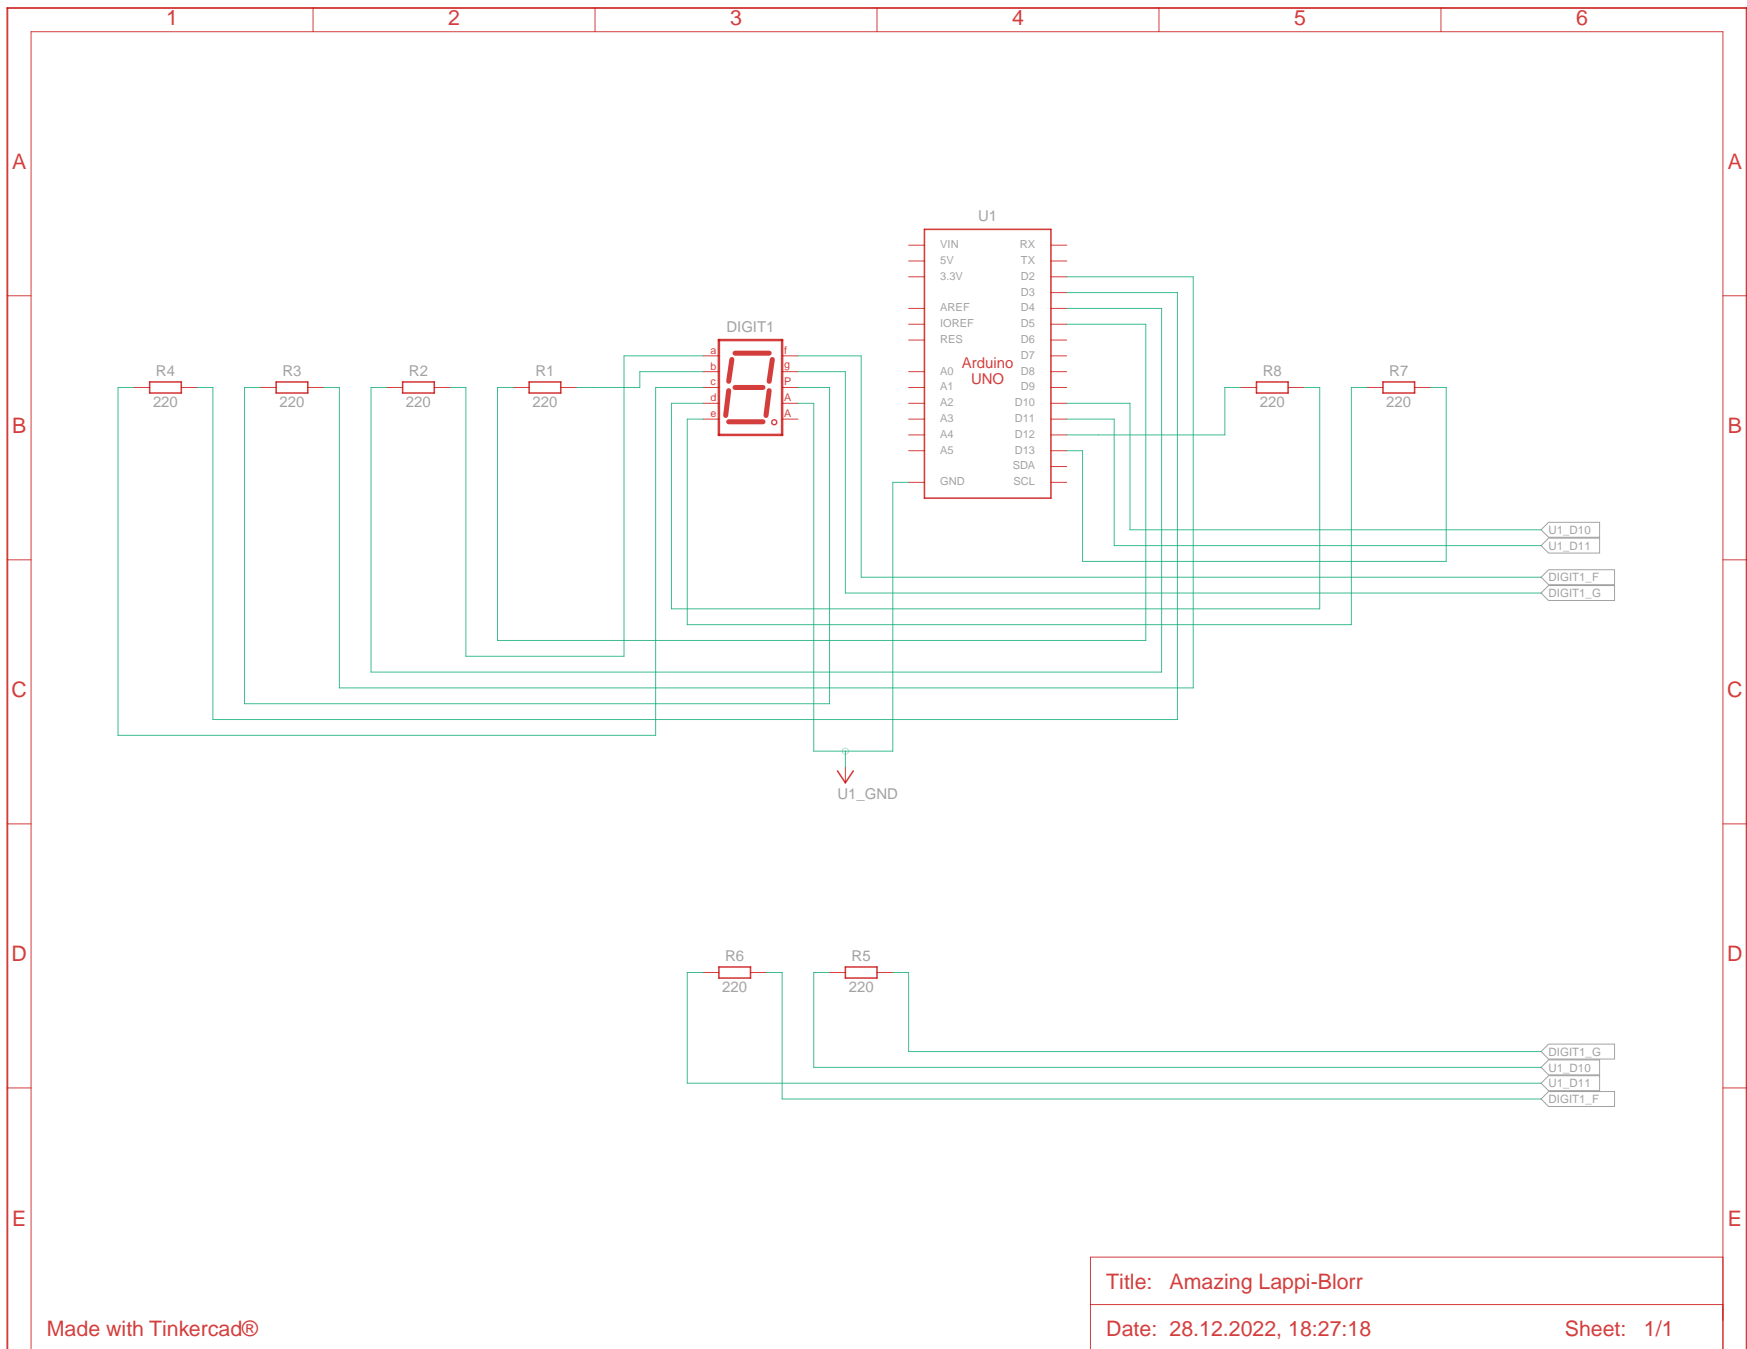 1 2 3 4 5 6
A A
U1
VIN RX
5V TX
3.3V D2
D3
AREF D4
IOREF D5
RES D6
D7
A0 D8
A1 D9
A2 D10
A3 D11
A4 D12
A5 D13
SDA
GND SCL
Arduino
UNO
DIGIT1
a f
b g
c P
d A
e A
R4 R3 R2 R1 R8 R7
220 220 220 220 220 220
B B
U1_D10
U1_D11
DIGIT1_F
DIGIT1_G
C C
U1_GND
D D
R6 R5
220 220
DIGIT1_G
U1_D10
U1_D11
DIGIT1_F
E E
Title: Amazing Lappi-Blorr
Made with Tinkercad®
Date: 28.12.2022, 18:27:18 Sheet: 1/1